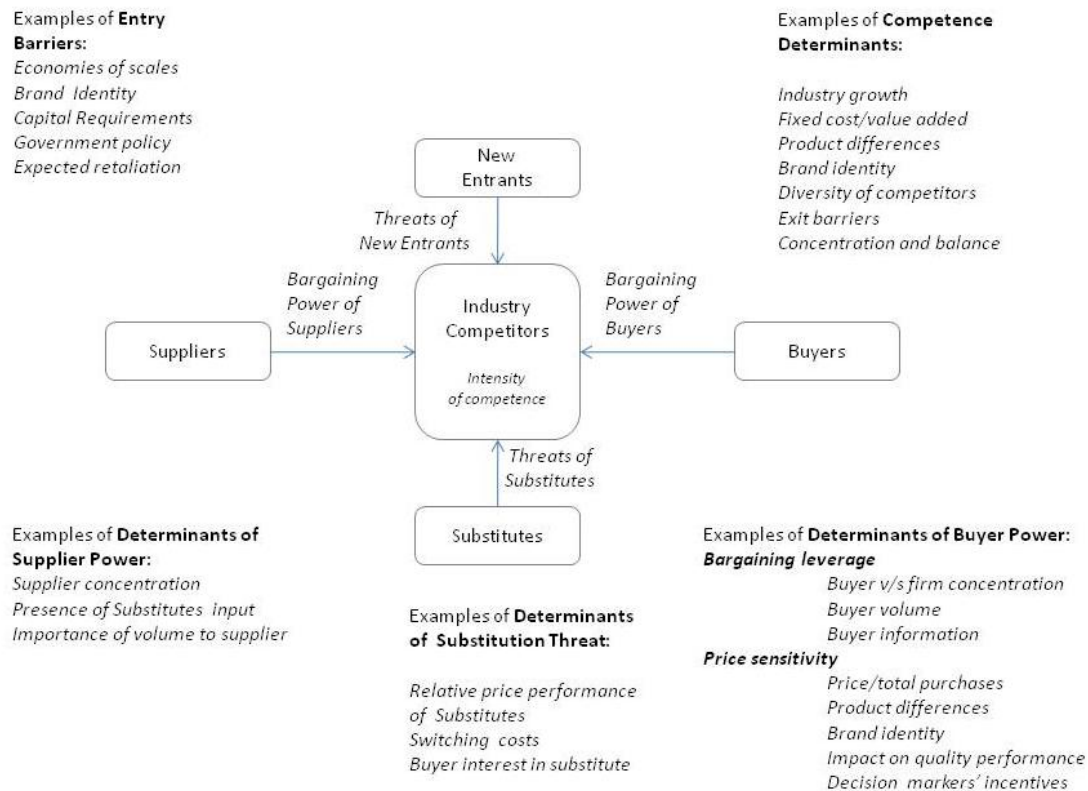 Examples of Entry
Barriers:
Economies of scales
Brand Identity
Capital Requirements
Government policy
Expected retaliation
Examples of Competence
Determinants:
Industry growth
Fixed cost/value added
Product differences
Brand identity
Diversity of competitors
Exit barriers
Concentration and balance
New
Entrants
Threats of
New Entrants
Bargaining
Power of
Suppliers
Bargaining
Power of
Buyers
Suppliers
Industry
Competitors
Intensity
of competence
Buyers
Threats of
Substitutes
Substitutes
Examples of Determinants of
Supplier Power:
Supplier concentration
Presence of Substitutes input
Importance of volume to supplier
Examples of Determinants
of Substitution Threat:
Relative price performance
of Substitutes
Switching costs
Buyer interest in substitute
Examples of Determinants of Buyer Power:
Bargaining leverage
Buyer v/s firm concentration
Buyer volume
Buyer information
Price sensitivity
Price/total purchases
Product differences
Brand identity
Impact on quality performance
Decision markers' incentives